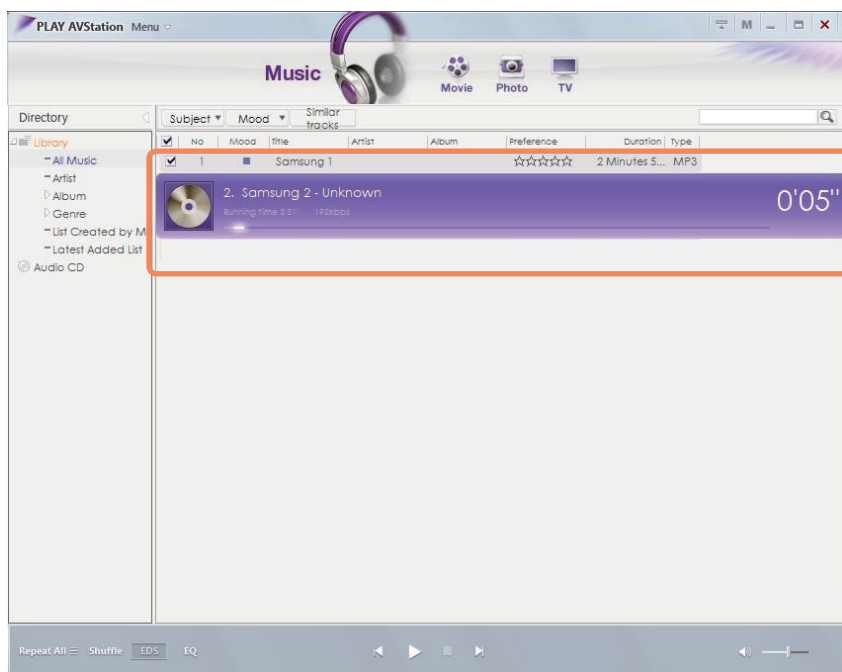 PLAY AVStation Menu
M
Music
Movie Photo TV
Directory
Subject Mood Similar tracks
Library
All Music
Artist
Album
Genre
List Created by M
Latest Added List
Audio CD
No Mood Title Artist Album Preference Duration Type
1 Samsung 1 2 Minutes 5... MP3
2. Samsung 2 - Unknown 0'05"
Running time 3'51" 192kbps
Repeat All Shuffle EDS EQ